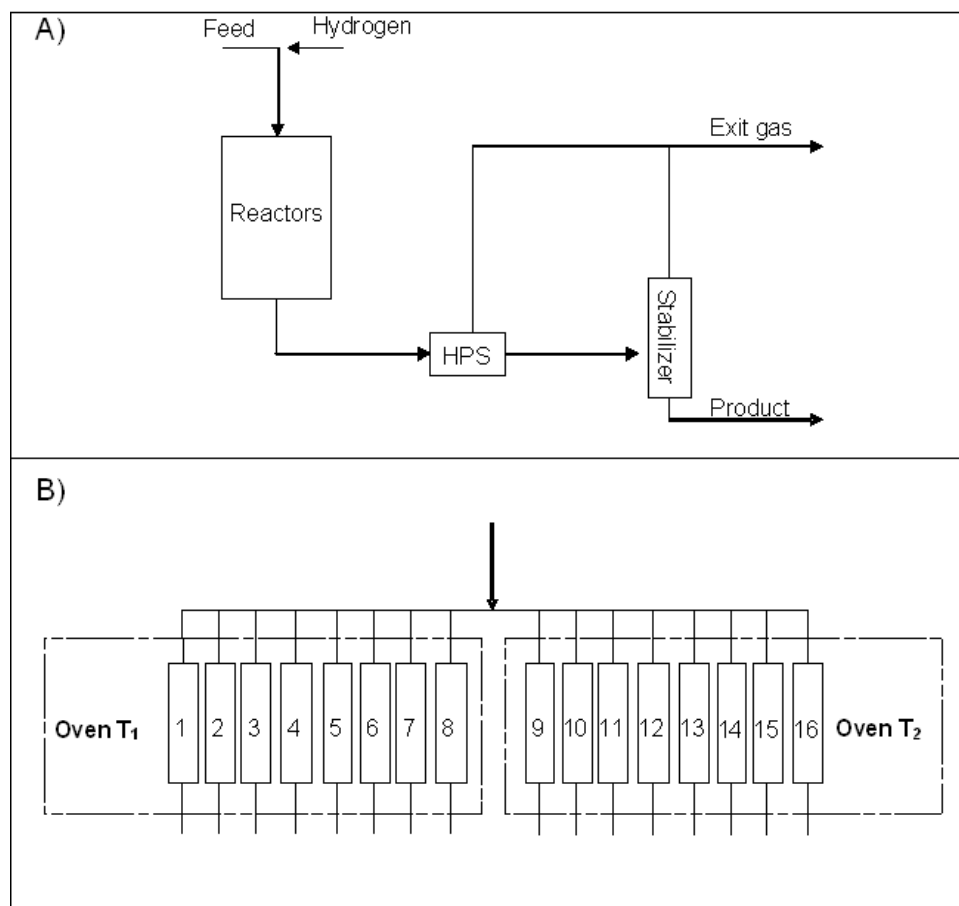 A)
Feed
Hydrogen
Exit gas
Reactors
HPS
Stabilizer
Product
B)
Oven T₁
1 2 3 4 5 6 7 8
9 10 11 12 13 14 15 16
Oven T₂